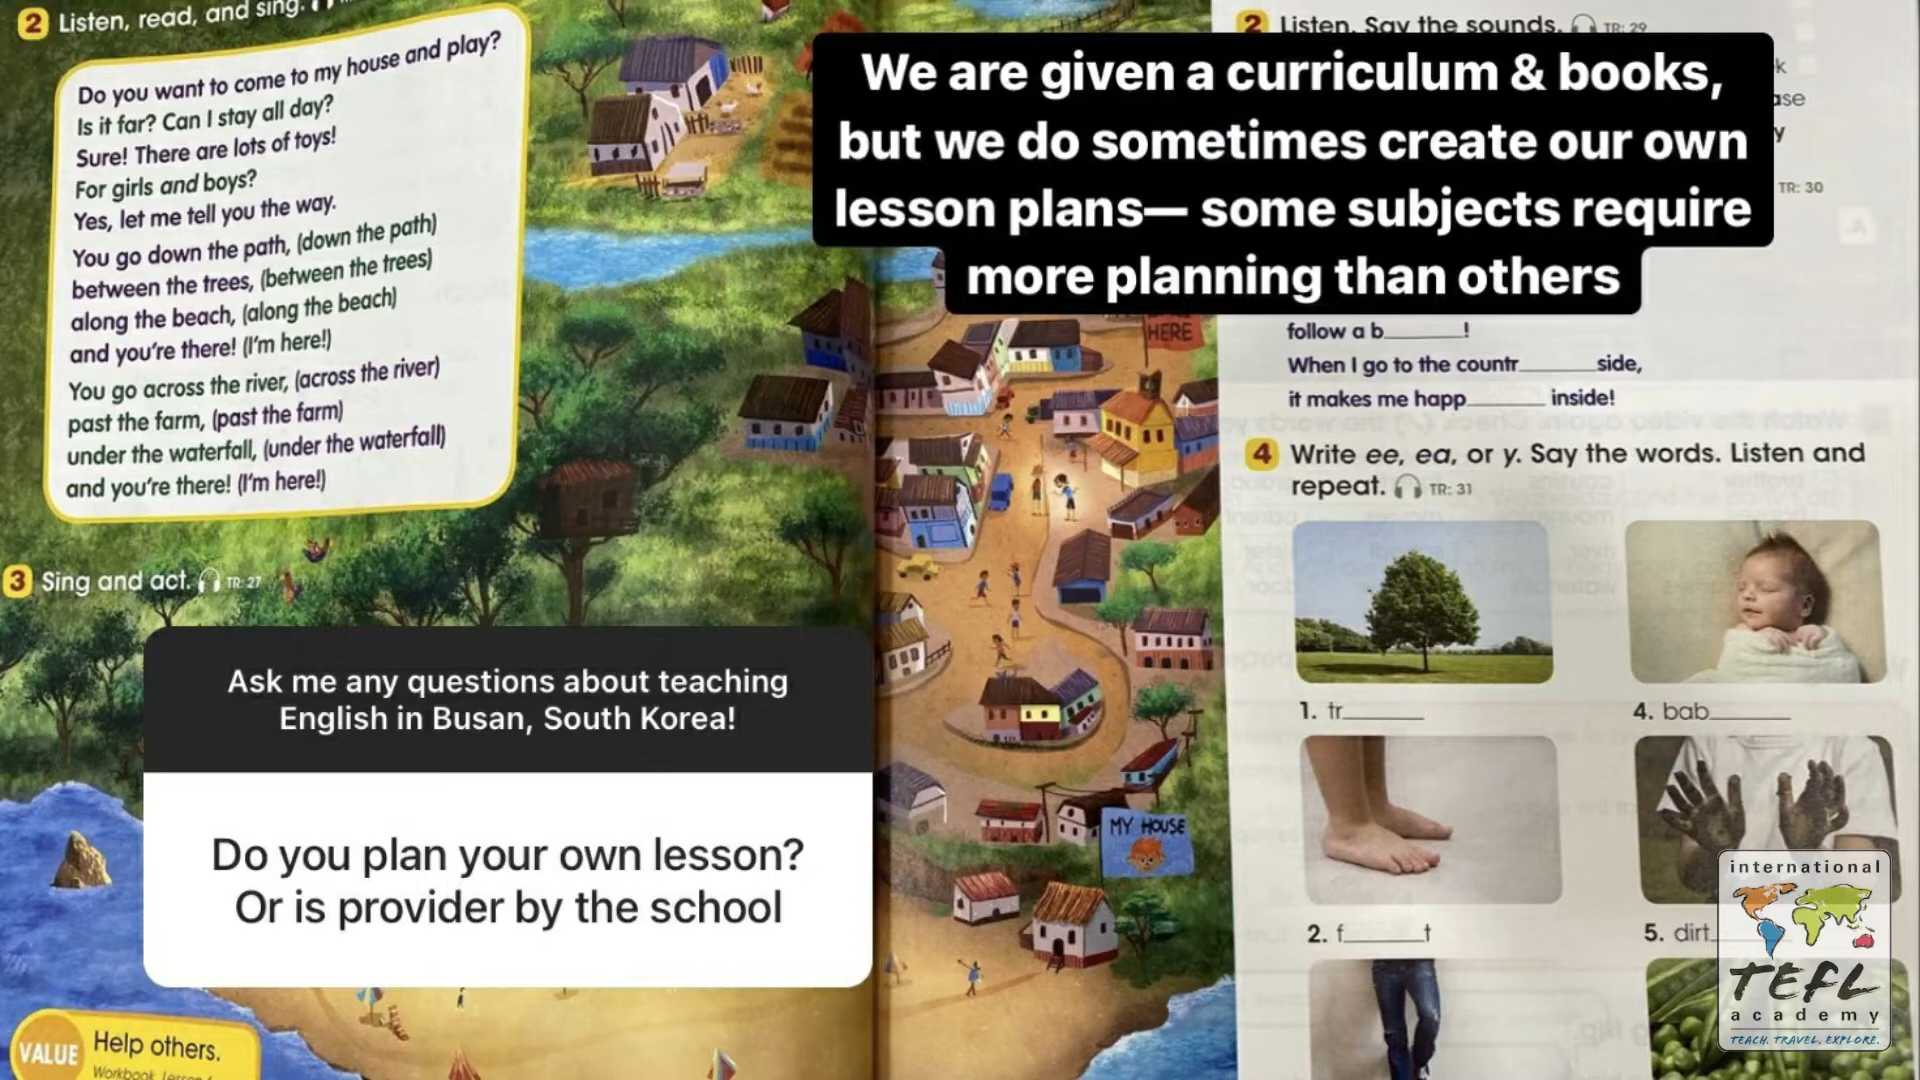 2 Listen, read, and sing.
Do you want to come to my house and play?
Is it far? Can I stay all day?
Sure! There are lots of toys!
For girls and boys?
Yes, let me tell you the way.
You go down the path, (down the path)
between the trees, (between the trees)
along the beach, (along the beach)
and you're there! (I'm here!)
You go across the river, (across the river)
past the farm, (past the farm)
under the waterfall, (under the waterfall)
and you're there! (I'm here!)
3 Sing and act. TR: 27
Ask me any questions about teaching
English in Busan, South Korea!
Do you plan your own lesson?
Or is provider by the school
VALUE Help others.
Workbook, Lesson
We are given a curriculum & books,
but we do sometimes create our own
lesson plans— some subjects require
more planning than others
HERE
MY HOUSE
2 Listen. Say the sounds. TR: 29
TR: 30
follow a b______!
When I go to the countr______side,
it makes me happ______ inside!
4 Write ee, ea, or y. Say the words. Listen and
repeat. TR: 31
1. tr______
4. bab______
2. f______t
5. dirt
international
TEFL
academy
TEACH. TRAVEL. EXPLORE.